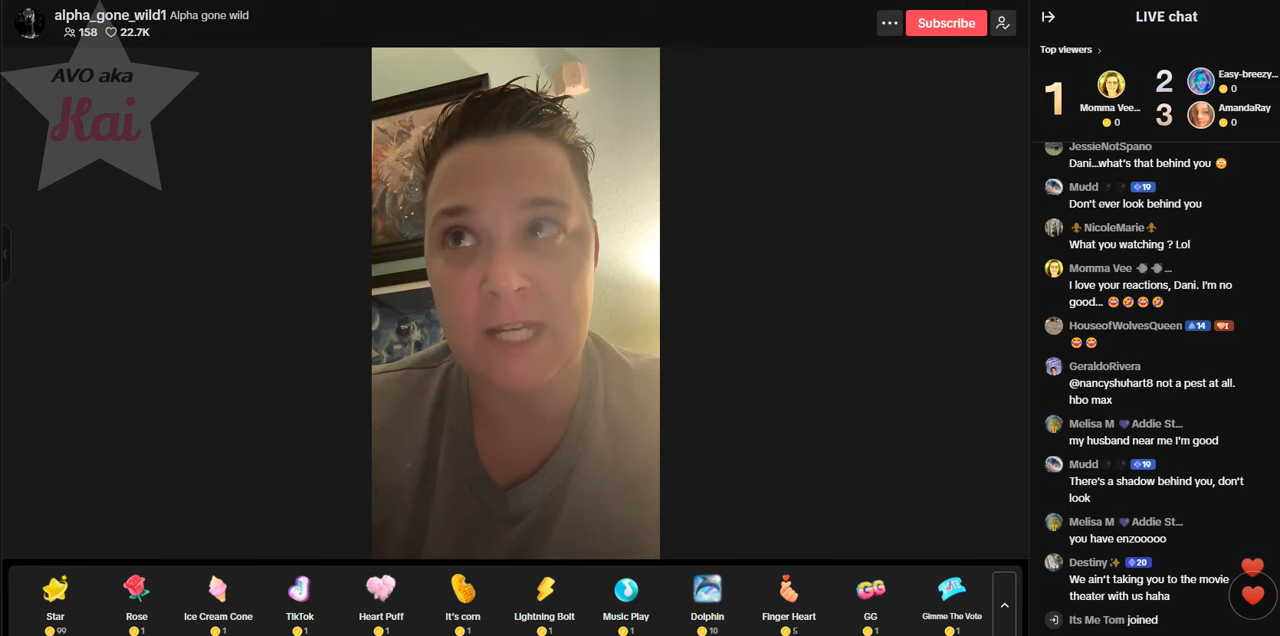 alpha_gone_wild1 Alpha gone wild
158 22.7K
Subscribe
AVO aka
Kai
LIVE chat
Top viewers
1
Momma Vee...
0
2
Easy-breezy...
0
3
AmandaRay
0
JessieNotSpano
Dani...what's that behind you
Mudd 19
Don't ever look behind you
NicoleMarie
What you watching ? Lol
Momma Vee ...
I love your reactions, Dani. I'm no
good...
HouseofWolvesQueen 14 I
GeraldoRivera
@nancyshuhart8 not a pest at all.
hbo max
Melisa M 💜Addie St...
my husband near me I'm good
Mudd 19
There's a shadow behind you, don't
look
Melisa M 💜Addie St...
you have enzooooo
Destiny✨ 20
We ain't taking you to the movie
theater with us haha
Its Me Tom joined
Star
99
Rose
1
Ice Cream Cone
1
TikTok
1
Heart Puff
1
It's corn
1
Lightning Bolt
1
Music Play
1
Dolphin
10
Finger Heart
5
GG
1
Gimme The Vote
1